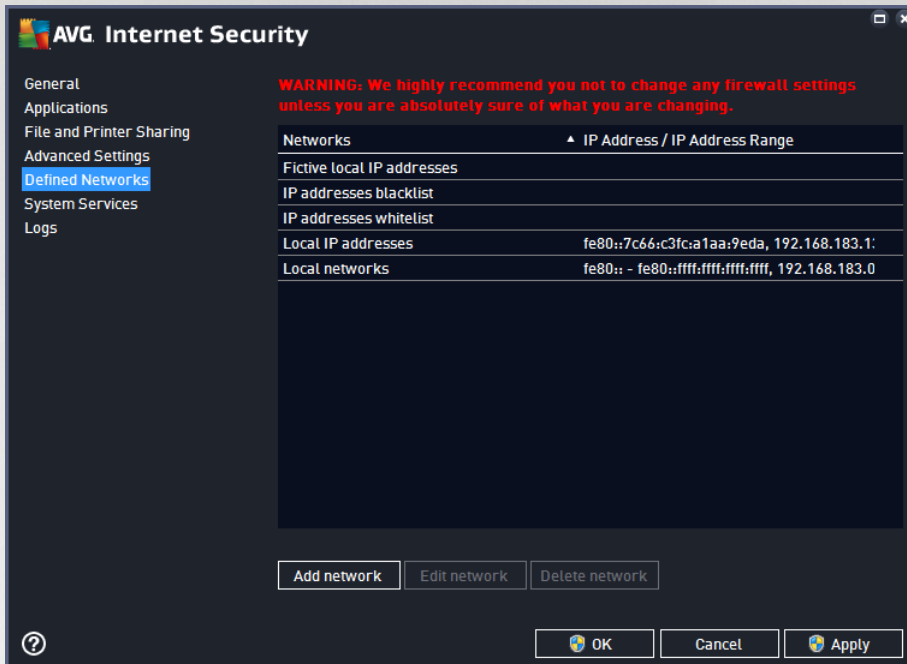 AVG Internet Security
General
Applications
File and Printer Sharing
Advanced Settings
Defined Networks
System Services
Logs
WARNING: We highly recommend you not to change any firewall settings
unless you are absolutely sure of what you are changing.
Networks IP Address / IP Address Range
Fictive local IP addresses
IP addresses blacklist
IP addresses whitelist
Local IP addresses fe80::7c66:c3fc:a1aa:9eda, 192.168.183.1
Local networks fe80:: - fe80::ffff:ffff:ffff:ffff, 192.168.183.0
Add network Edit network Delete network
? OK Cancel Apply